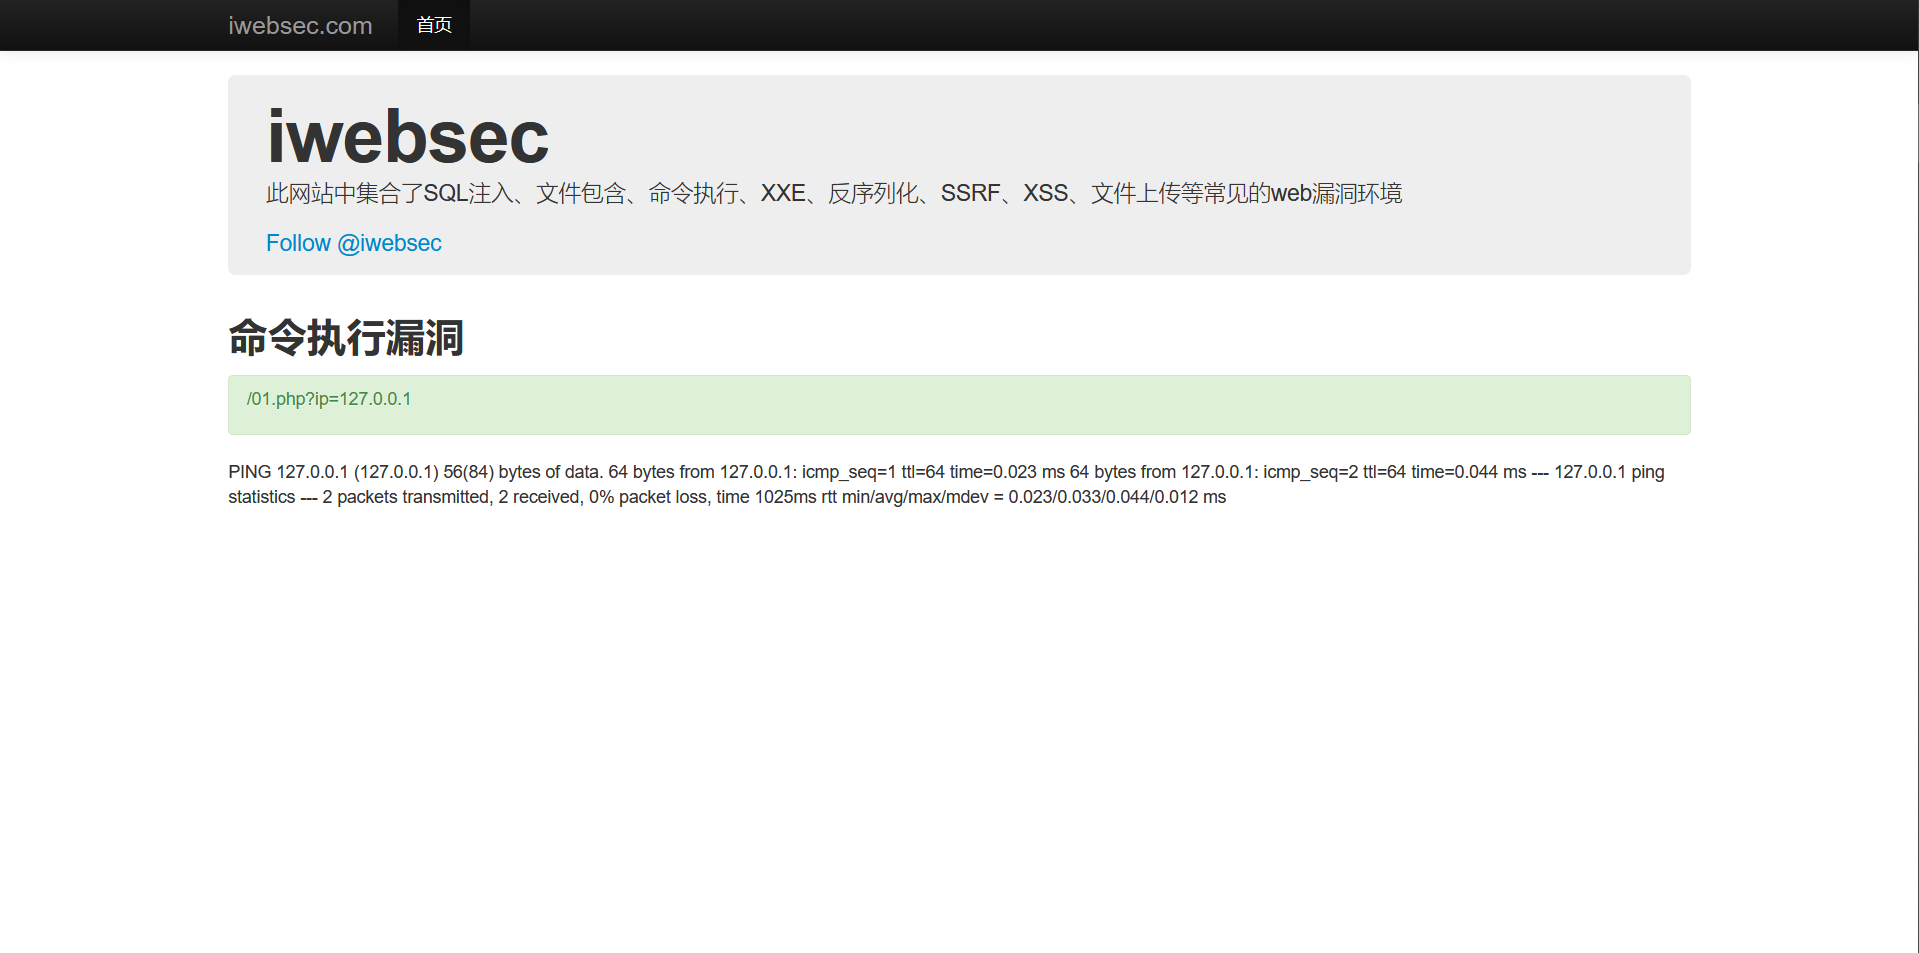 iwebsec.com 首页
iwebsec
此网站中集合了SQL注入、文件包含、命令执行、XXE、反序列化、SSRF、XSS、文件上传等常见的web漏洞环境
Follow @iwebsec
命令执行漏洞
/01.php?ip=127.0.0.1
PING 127.0.0.1 (127.0.0.1) 56(84) bytes of data. 64 bytes from 127.0.0.1: icmp_seq=1 ttl=64 time=0.023 ms 64 bytes from 127.0.0.1: icmp_seq=2 ttl=64 time=0.044 ms --- 127.0.0.1 ping
statistics --- 2 packets transmitted, 2 received, 0% packet loss, time 1025ms rtt min/avg/max/mdev = 0.023/0.033/0.044/0.012 ms